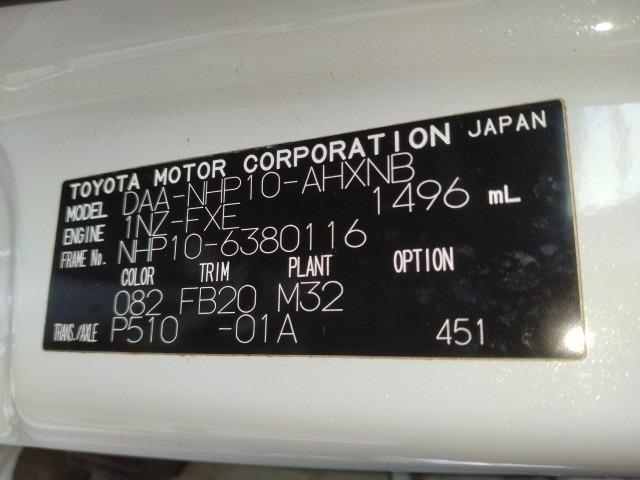 TOYOTA MOTOR CORPORATION JAPAN
MODEL DAA-NHP10-AHXNB
ENGINE 1NZ-FXE 1496 mL
FRAME No. NHP10-6380116
COLOR TRIM PLANT OPTION
082 FB20 M32
TRANS./AXLE P510 -01A 451